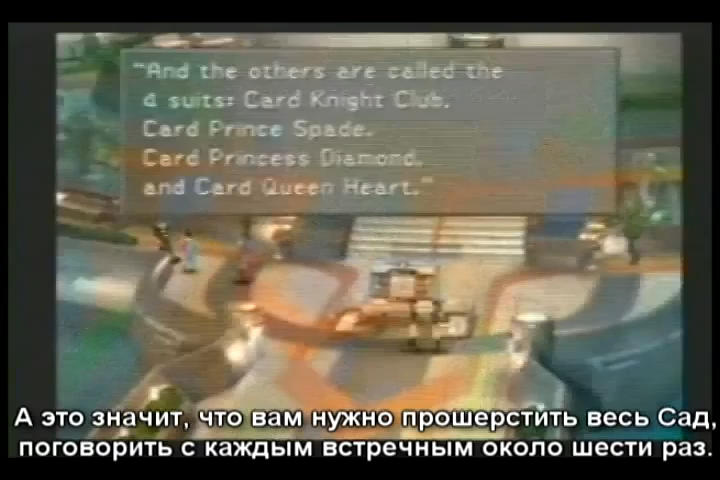 "And the others are called the
4 suits: Card Knight Club,
Card Prince Spade,
Card Princess Diamond,
and Card Queen Heart."
А это значит, что вам нужно прошерстить весь Сад,
поговорить с каждым встречным около шести раз.